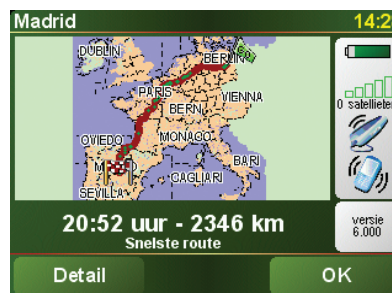 Madrid 14:2
DUBLIN
BERLIN
PARIS
VIENNA
BERN
OVIEDO
MONACO
BARI
CAGLIARI
SEVILLA
0 satellieten
20:52 uur - 2346 km
Snelste route
versie
6.000
Detail
OK